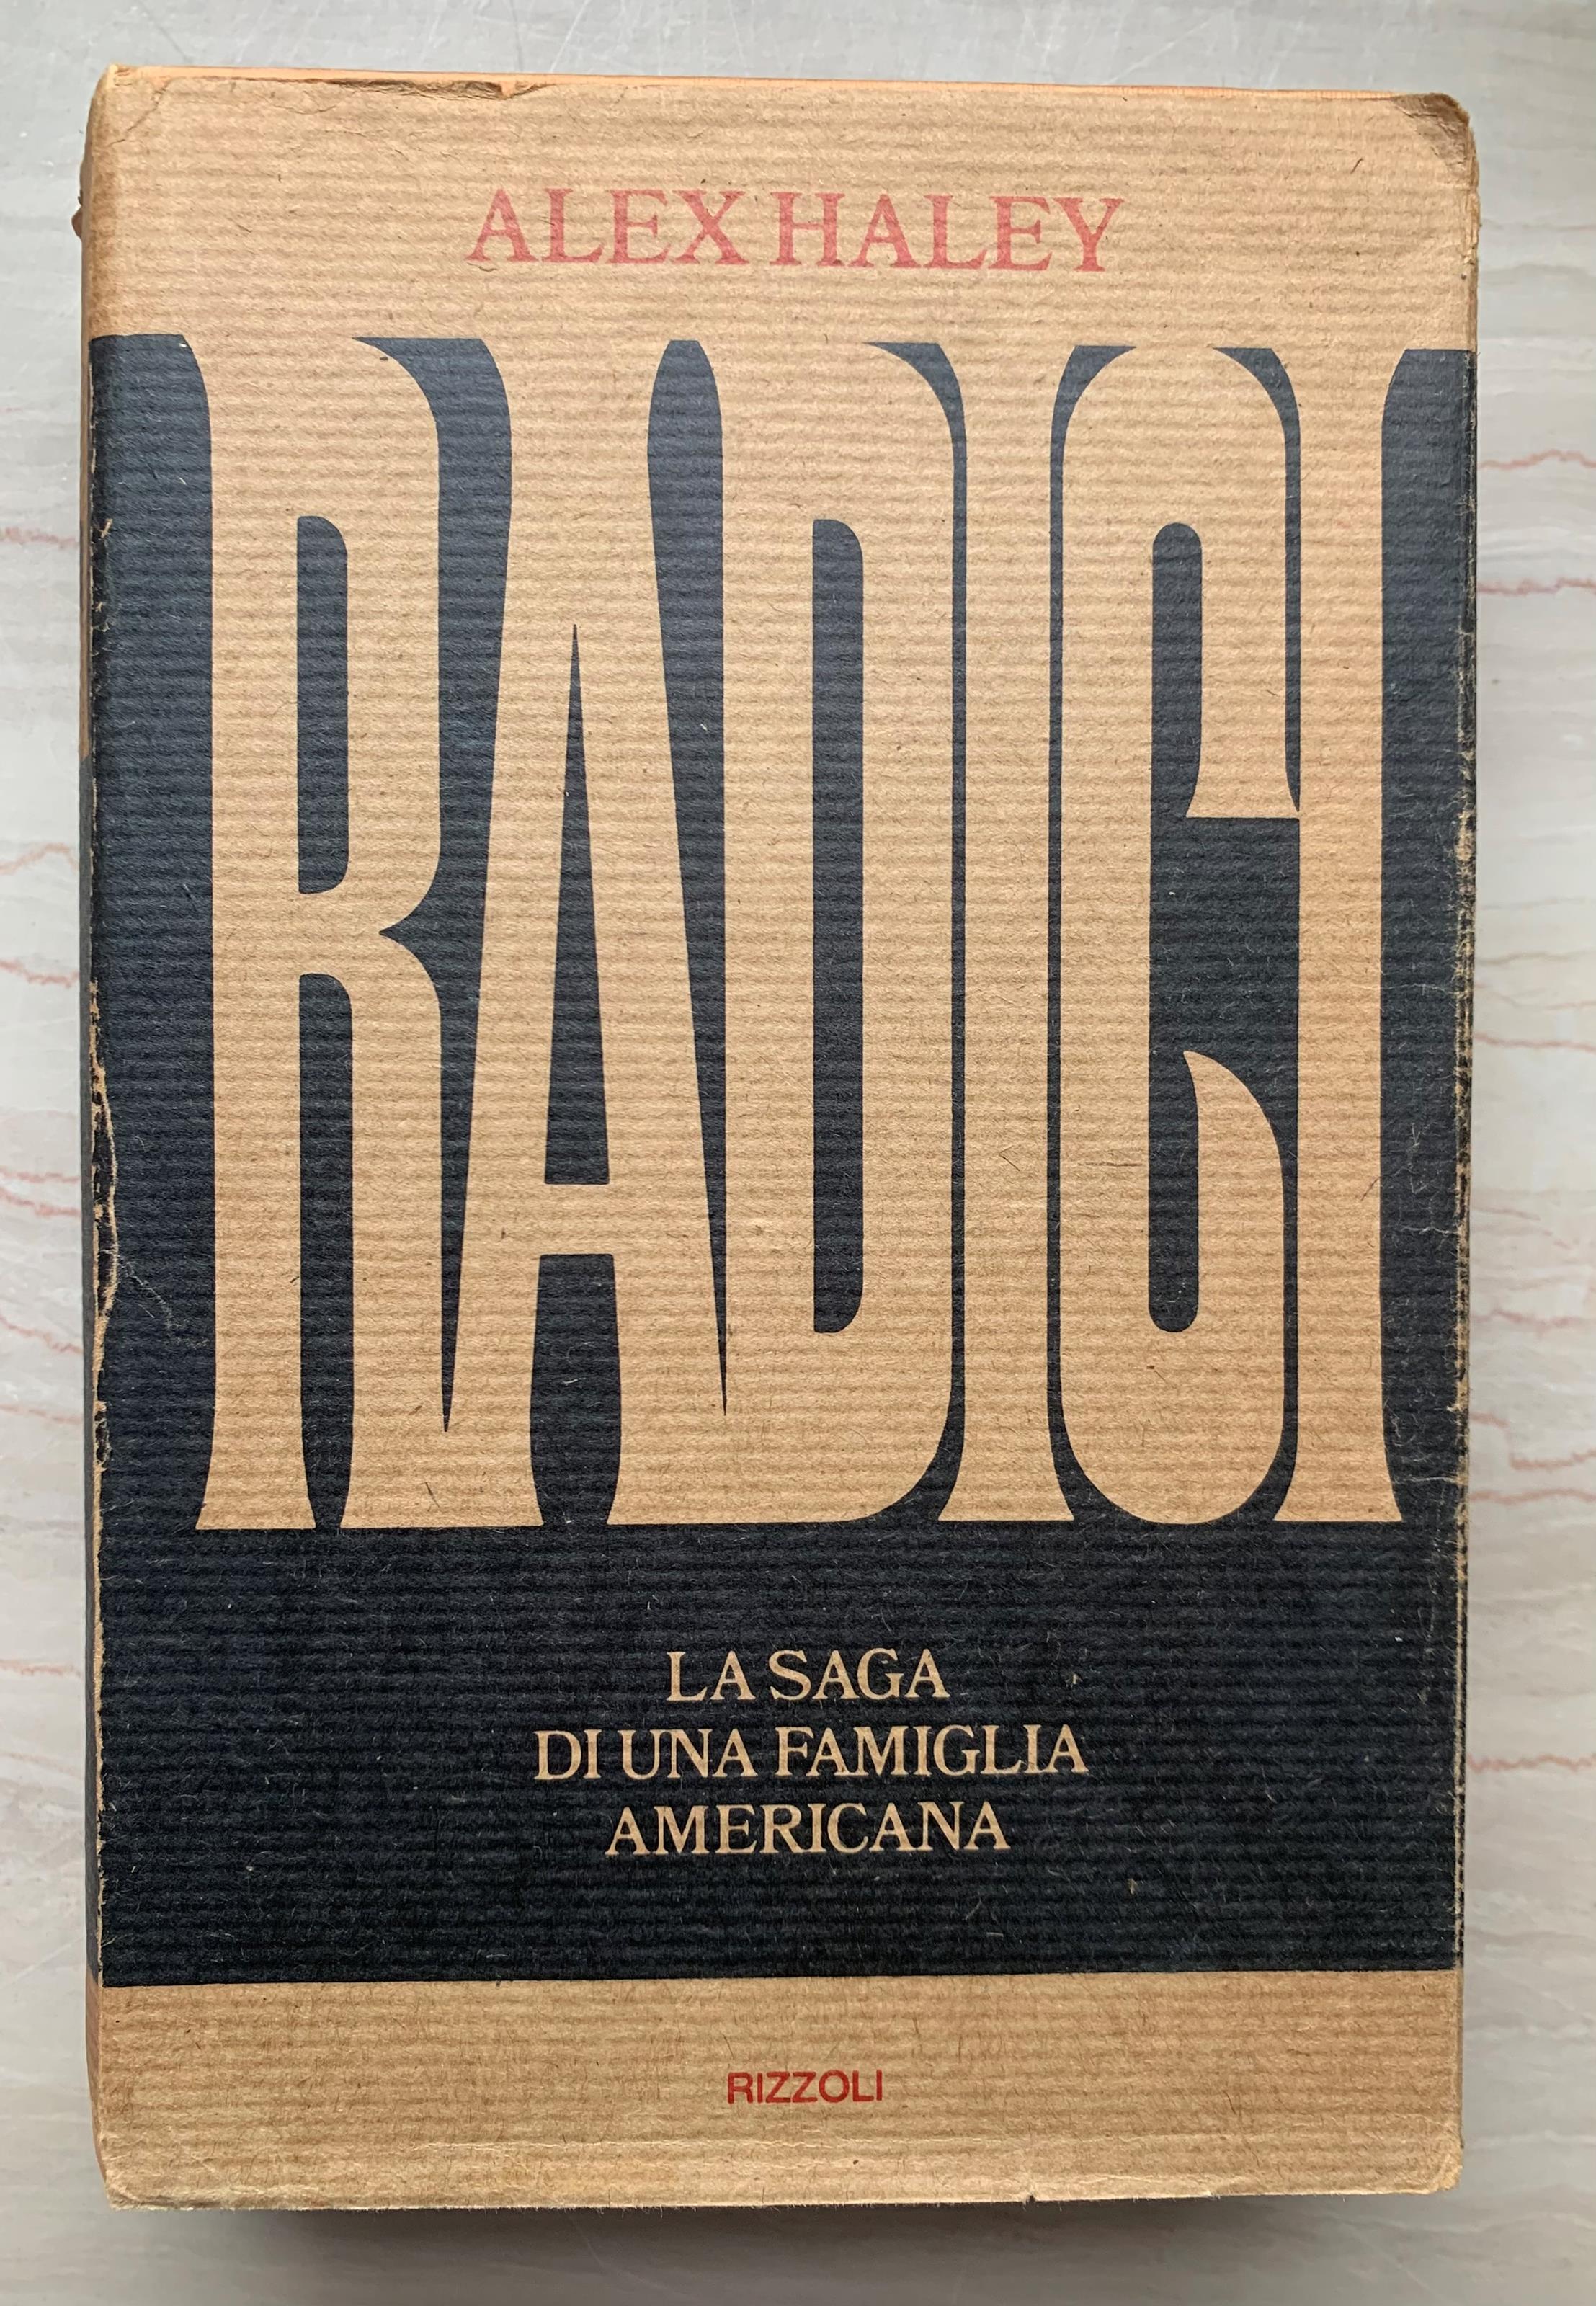 ALEX HALEY
RADICI
LA SAGA
DI UNA FAMIGLIA
AMERICANA
RIZZOLI